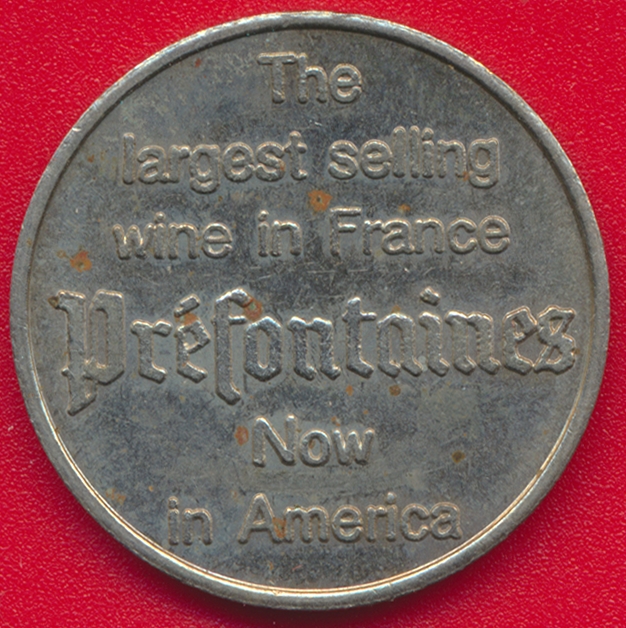 The
largest selling
wine in France
Préfontaines
Now
in America